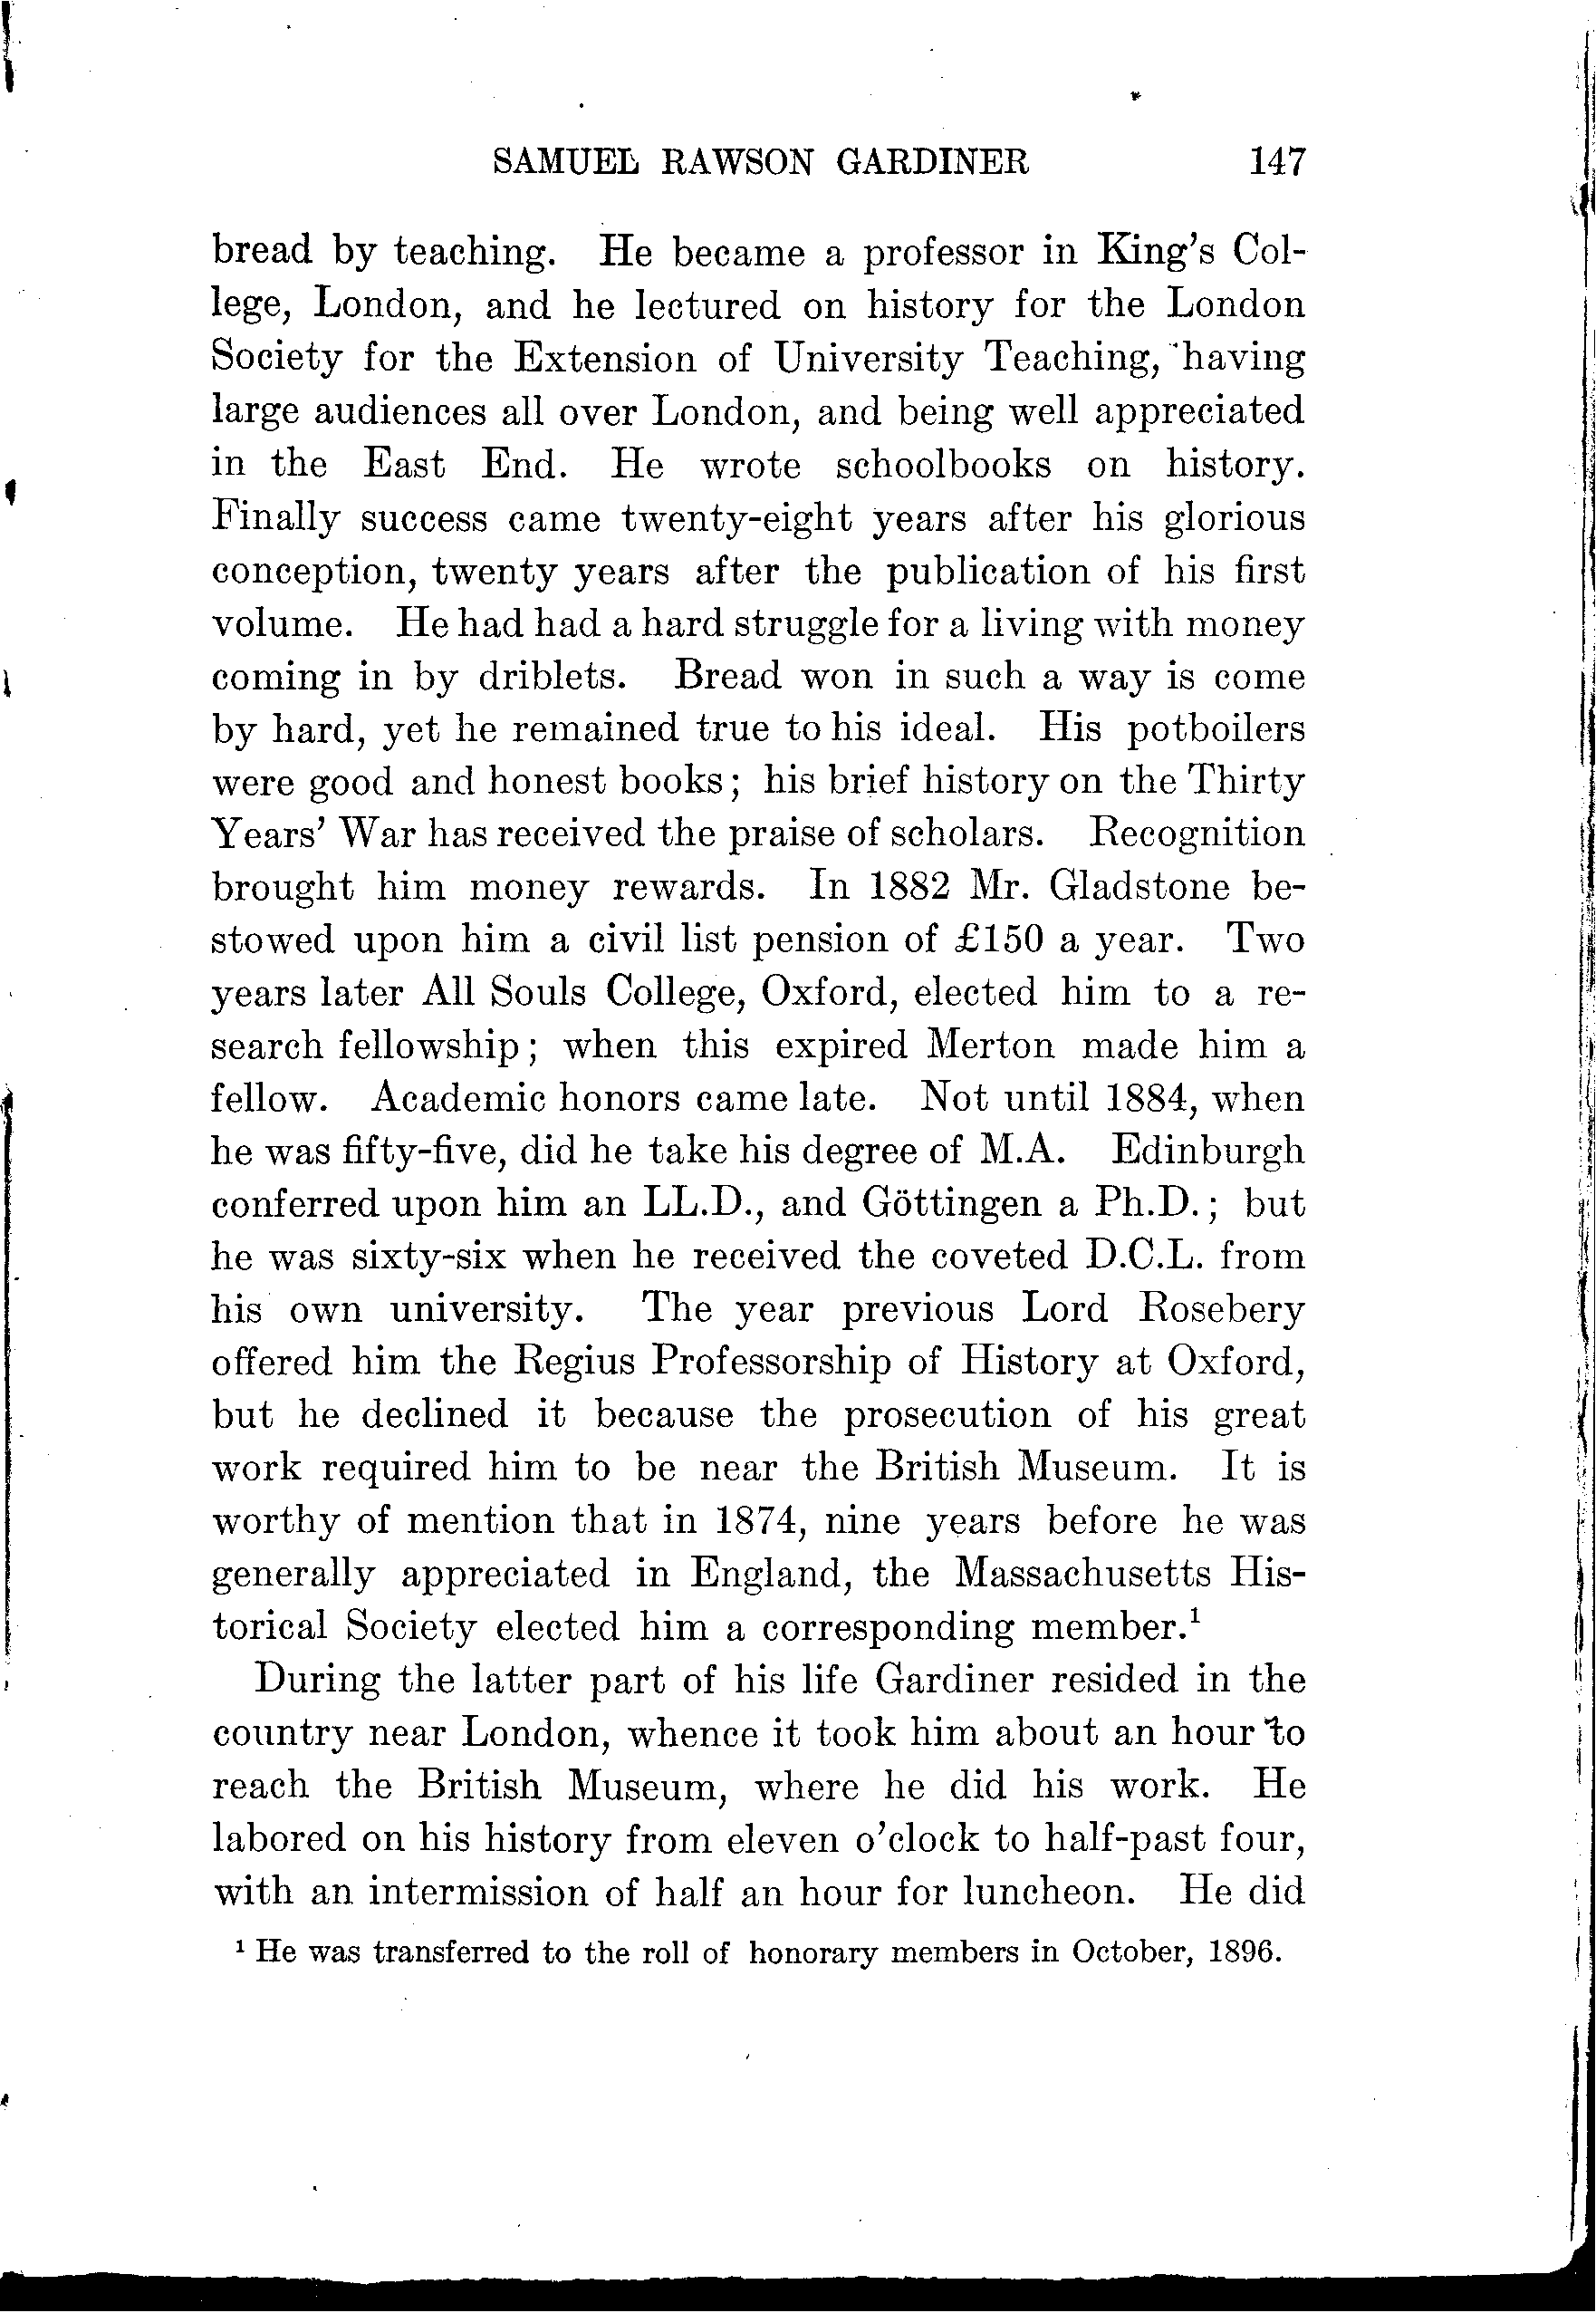 SAMUEL RAWSON GARDINER 147
bread by teaching. He became a professor in King's Col-
lege, London, and he lectured on history for the London
Society for the Extension of University Teaching, having
large audiences all over London, and being well appreciated
in the East End. He wrote schoolbooks on history.
Finally success came twenty-eight years after his glorious
conception, twenty years after the publication of his first
volume. He had had a hard struggle for a living with money
coming in by driblets. Bread won in such a way is come
by hard, yet he remained true to his ideal. His potboilers
were good and honest books; his brief history on the Thirty
Years' War has received the praise of scholars. Recognition
brought him money rewards. In 1882 Mr. Gladstone be-
stowed upon him a civil list pension of £150 a year. Two
years later All Souls College, Oxford, elected him to a re-
search fellowship; when this expired Merton made him a
fellow. Academic honors came late. Not until 1884, when
he was fifty-five, did he take his degree of M.A. Edinburgh
conferred upon him an LL.D., and Göttingen a Ph.D.; but
he was sixty-six when he received the coveted D.C.L. from
his own university. The year previous Lord Rosebery
offered him the Regius Professorship of History at Oxford,
but he declined it because the prosecution of his great
work required him to be near the British Museum. It is
worthy of mention that in 1874, nine years before he was
generally appreciated in England, the Massachusetts His-
torical Society elected him a corresponding member.¹
During the latter part of his life Gardiner resided in the
country near London, whence it took him about an hour to
reach the British Museum, where he did his work. He
labored on his history from eleven o'clock to half-past four,
with an intermission of half an hour for luncheon. He did
¹ He was transferred to the roll of honorary members in October, 1896.